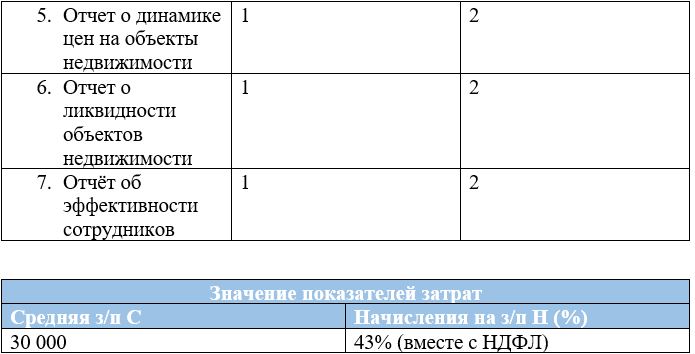 5. Отчет о динамике 1 2
цен на объекты
недвижимости
6. Отчет о 1 2
ликвидности
объектов
недвижимости
7. Отчёт об 1 2
эффективности
сотрудников
Значение показателей затрат
Средняя з/п С Начисления на з/п Н (%)
30 000 43% (вместе с НДФЛ)